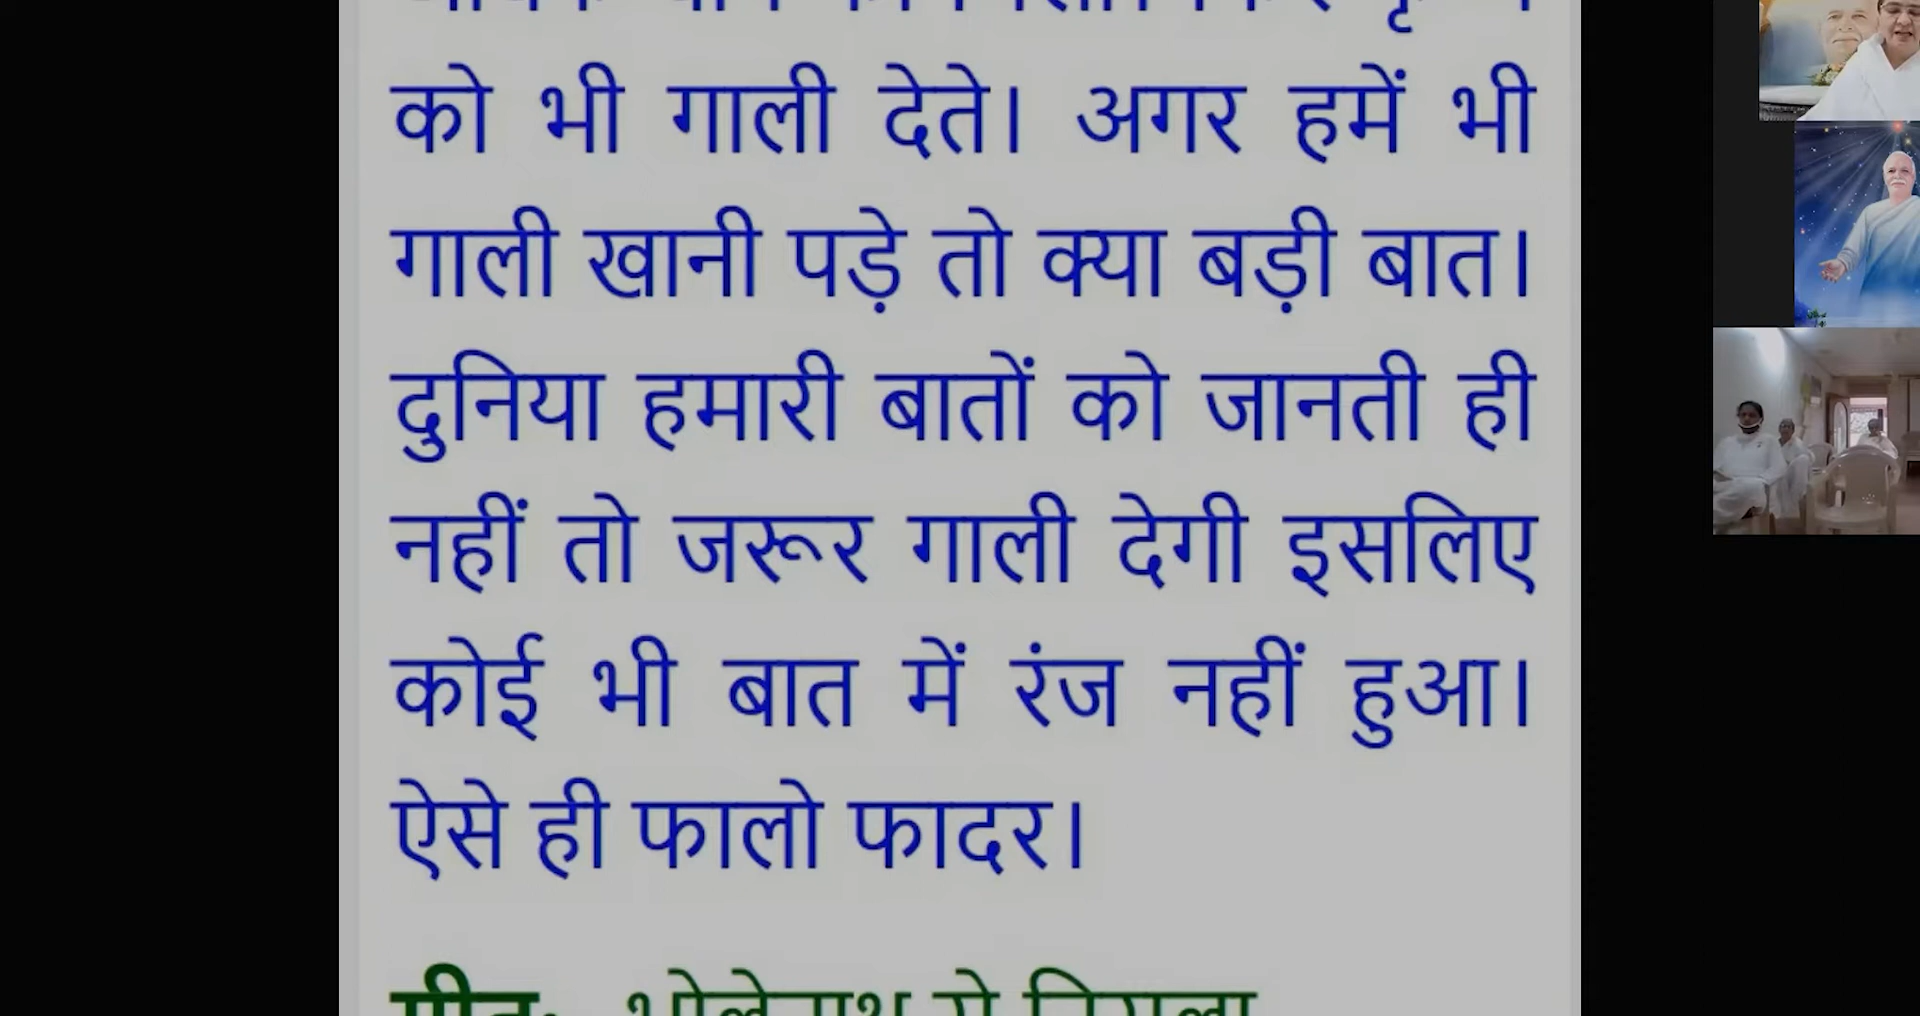 को भी गाली देते। अगर हमें भी
गाली खानी पड़े तो क्या बड़ी बात।
दुनिया हमारी बातों को जानती ही
नहीं तो जरूर गाली देगी इसलिए
कोई भी बात में रंज नहीं हुआ।
ऐसे ही फालो फादर।
गीत:- भोलेनाथ से निराला